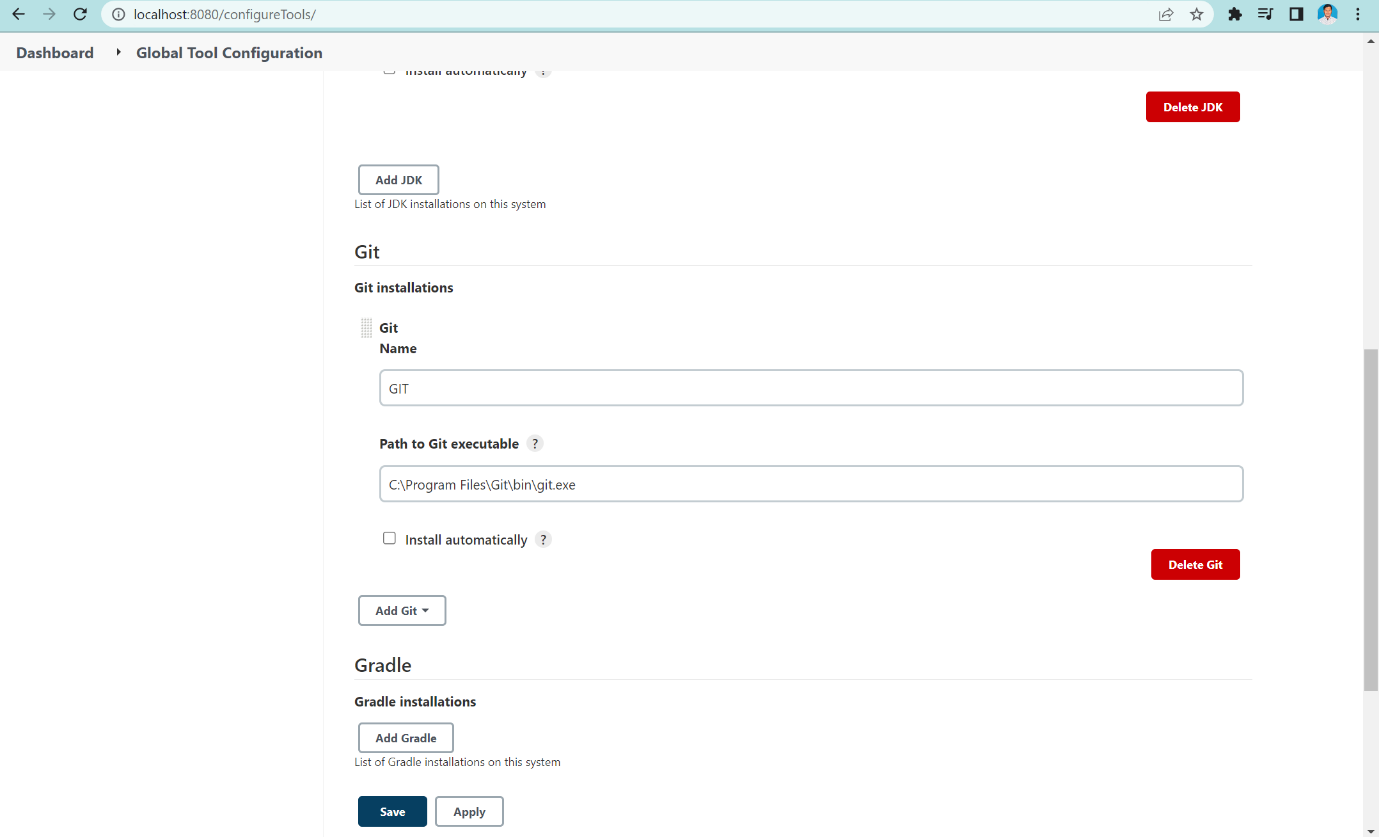 localhost:8080/configureTools/
Dashboard Global Tool Configuration
Install automatically ?
Delete JDK
Add JDK
List of JDK installations on this system
Git
Git installations
Git
Name
GIT
Path to Git executable ?
C:\Program Files\Git\bin\git.exe
Install automatically ?
Delete Git
Add Git
Gradle
Gradle installations
Add Gradle
List of Gradle installations on this system
Save Apply